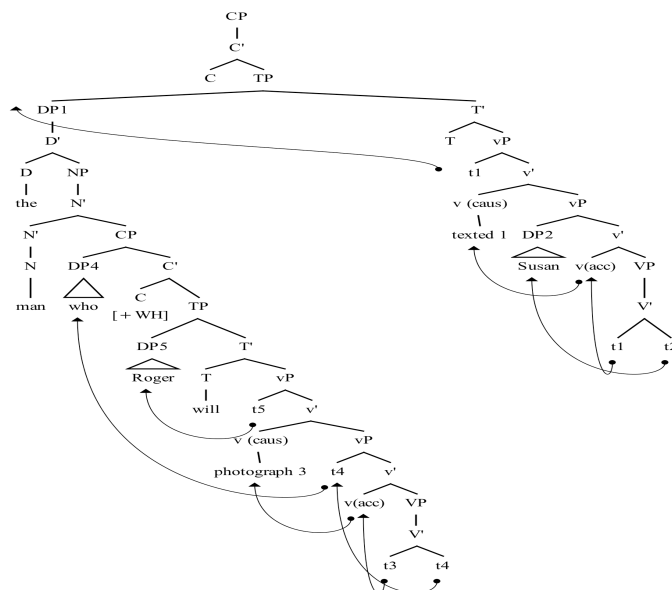 CP
C'
C TP
DP1 T'
D' T vP
D NP t1 v'
the N' v (caus) vP
N' CP texted 1 DP2 v'
N DP4 C' Susan v(acc) VP
man who C TP V'
[+ WH]
DP5 T' t1 t2
Roger T vP
will t5 v'
v (caus) vP
photograph 3 t4 v'
v(acc) VP
V'
t3 t4